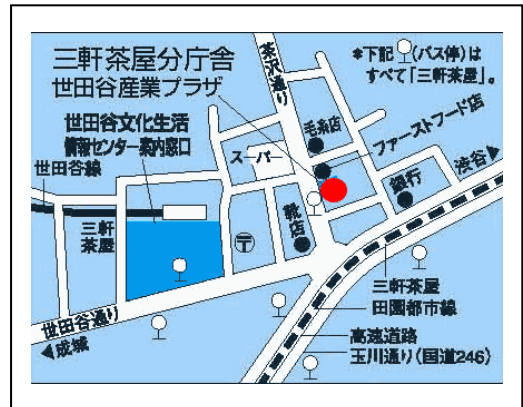 三軒茶屋分庁舎
世田谷産業プラザ
茶沢通り
*下記 (バス停)は
すべて「三軒茶屋」。
世田谷文化生活
情報センター案内窓口
世田谷線
スーパー
毛糸店
ファーストフード店
渋谷
銀行
三軒
茶屋
〒
靴店
世田谷通り
成城
三軒茶屋
田園都市線
高速道路
玉川通り(国道246)